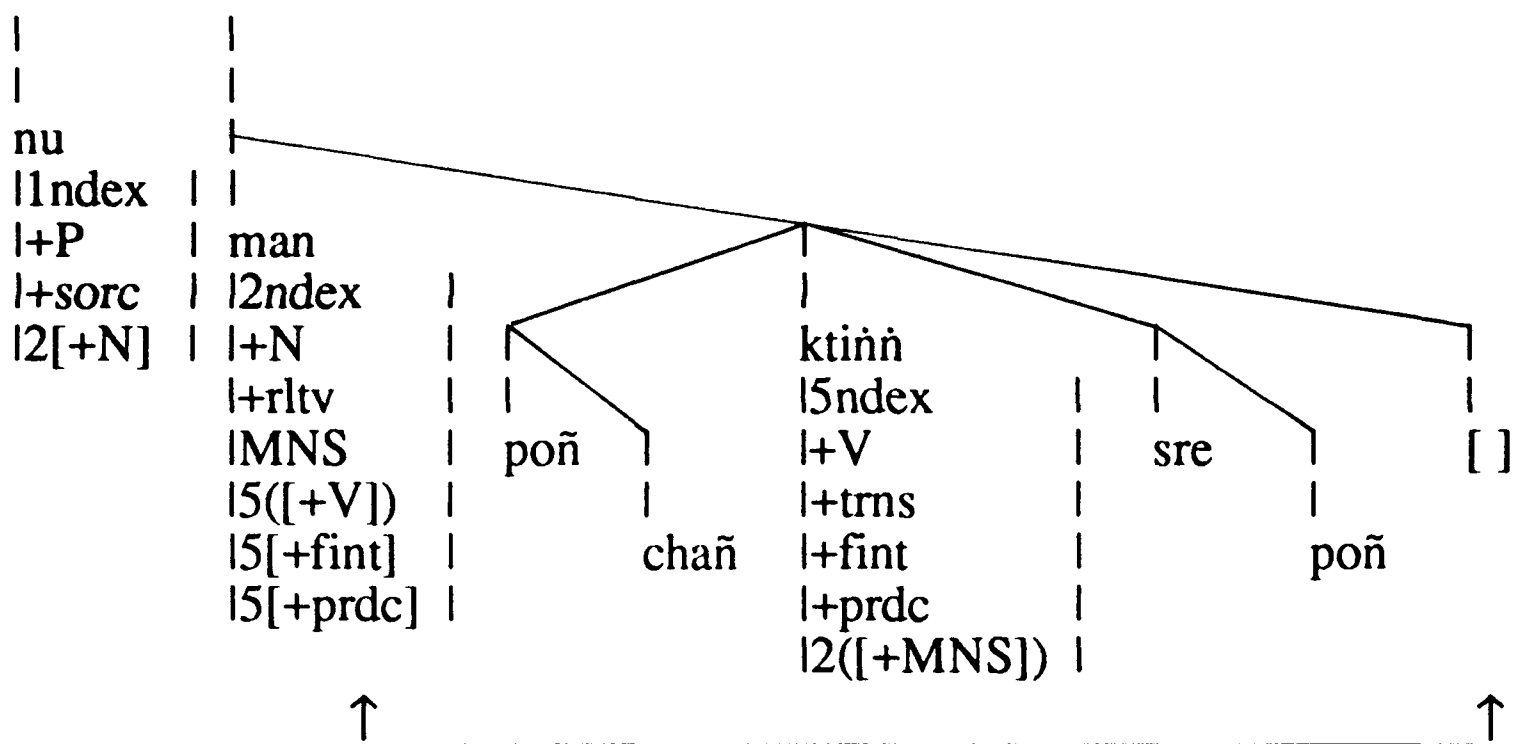 nu
1ndex
+P man
+sorc 2ndex
2[+N] +N ktiṅṅ
+rltv 5ndex
MNS poñ +V sre [ ]
5([+V]) +trns
5[+fint] chañ +fint poñ
5[+prdc] +prdc
2([+MNS])
↑ ↑